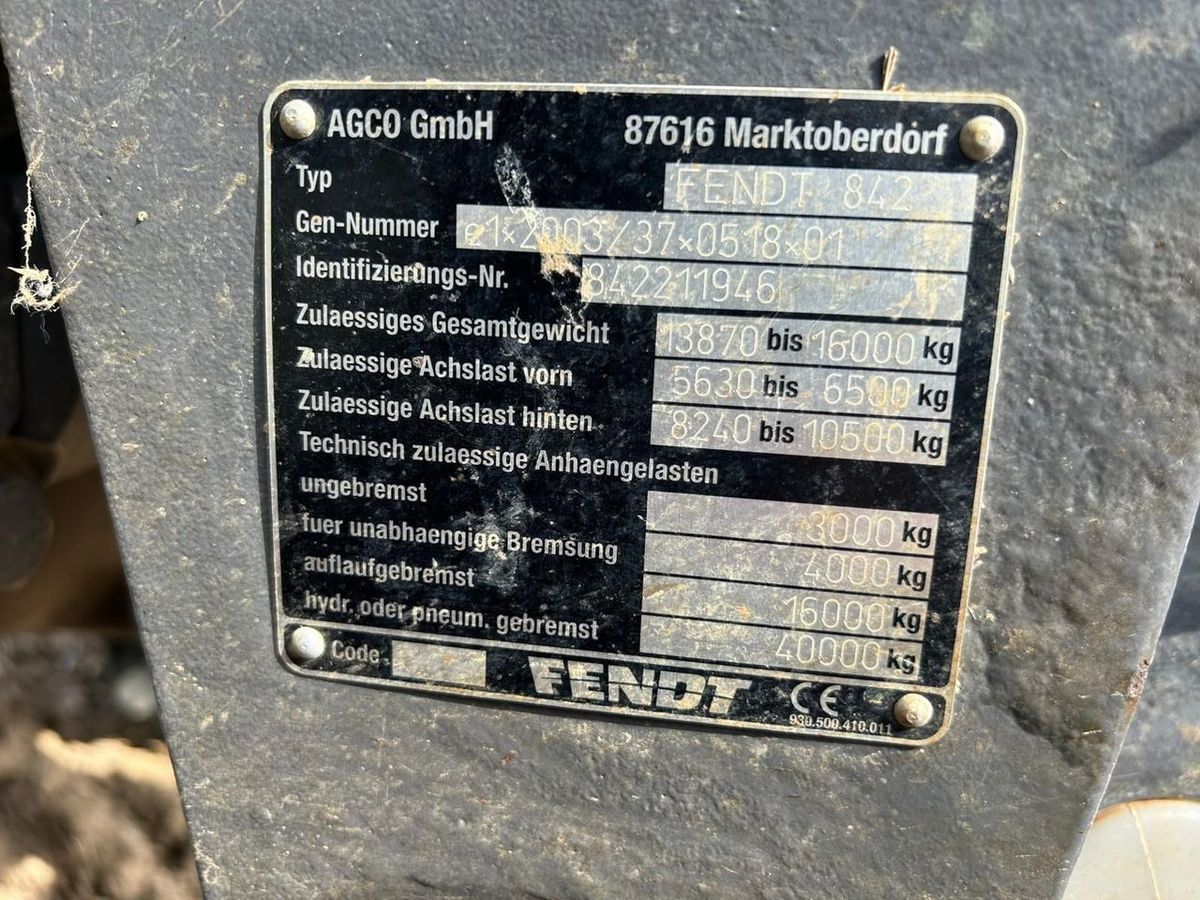 AGCO GmbH 87616 Marktoberdorf
Typ FENDT 842
Gen-Nummer e1×2003/37×0518×01
Identifizierungs-Nr. 842211946
Zulaessiges Gesamtgewicht 13870 bis 16000 kg
Zulaessige Achslast vorn 5630 bis 6500 kg
Zulaessige Achslast hinten 8240 bis 10500 kg
Technisch zulaessige Anhaengelasten
ungebremst 3000 kg
fuer unabhaengige Bremsung 4000 kg
auflaufgebremst 16000 kg
hydr. oder pneum. gebremst 40000 kg
Code FENDT CE
930.500.410.011